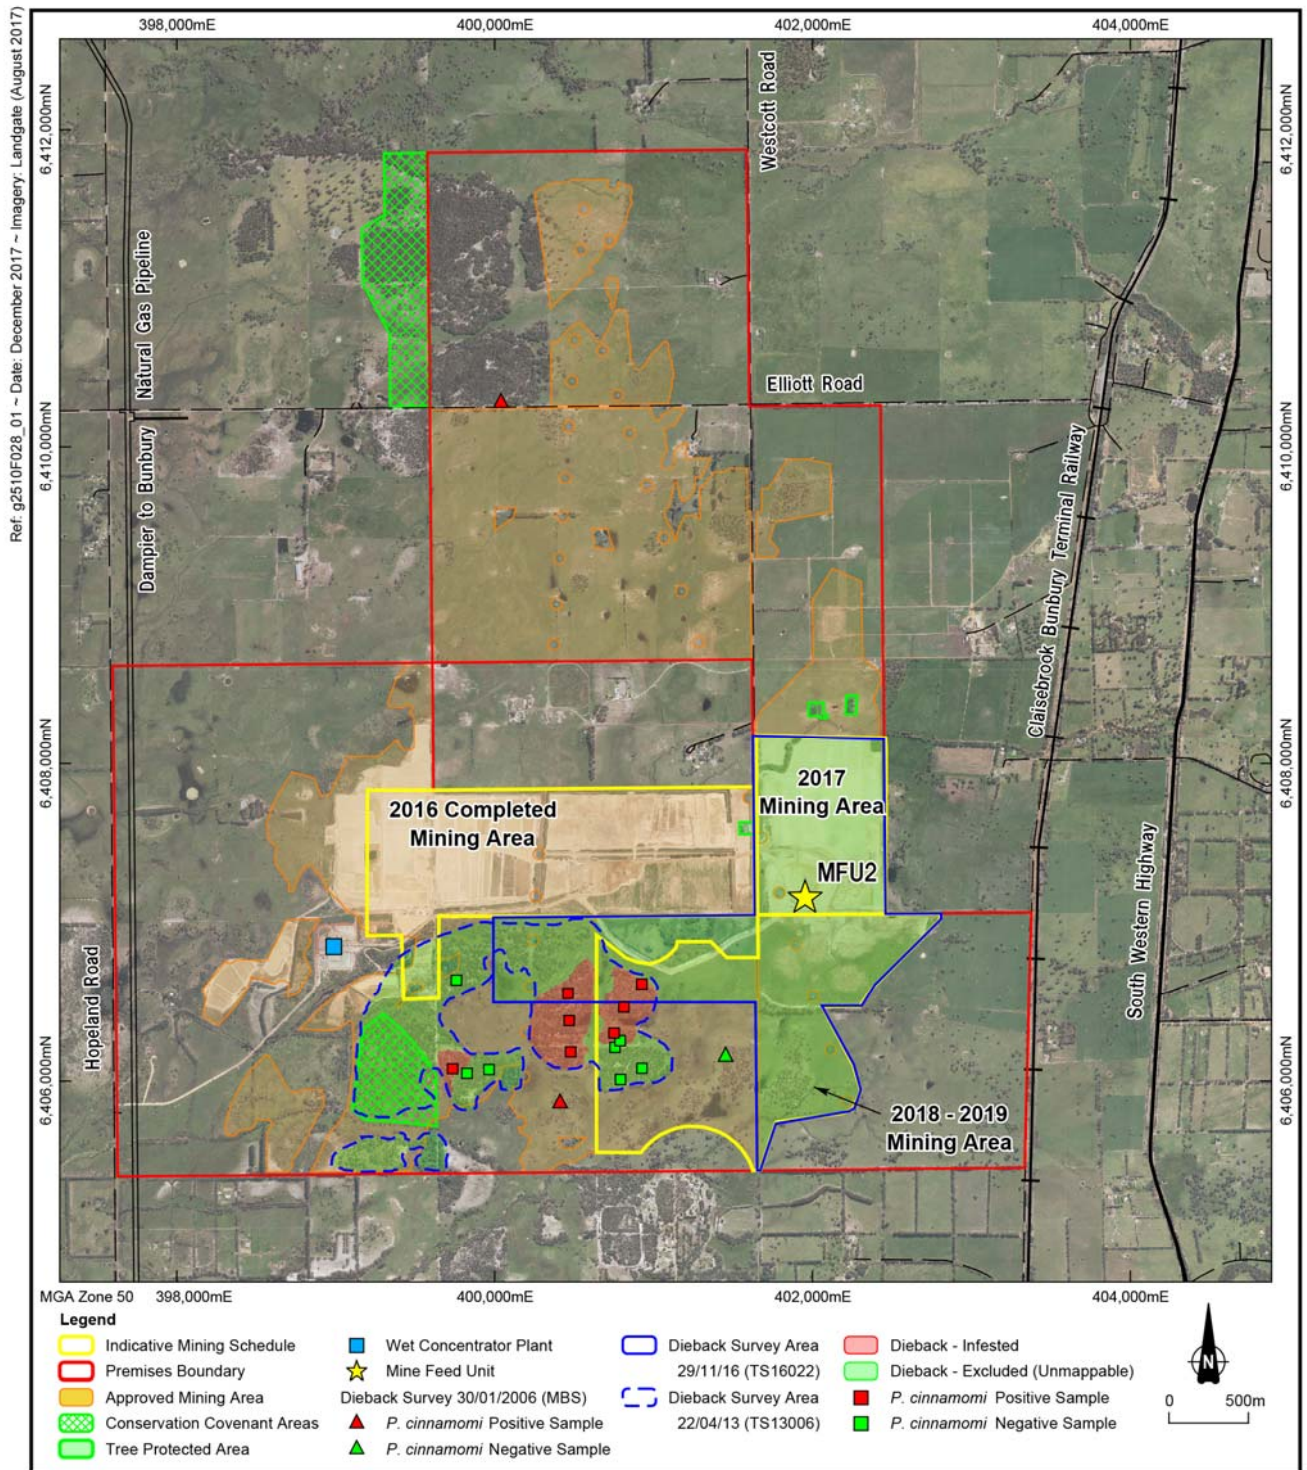 398,000mE 400,000mE 402,000mE 404,000mE
Ref: g2510F028_01 ~ Date: December 2017 ~ Imagery: Landgate (August 2017)
6,412,000mN
6,412,000mN
Westcott Road
Natural Gas Pipeline
Dampier to Bunbury
Elliott Road
6,410,000mN
6,410,000mN
Claisebrook Bunbury Terminal Railway
6,408,000mN
6,408,000mN
2017
Mining Area
2016 Completed
Mining Area
MFU2
South Western Highway
Hopeland Road
6,406,000mN
6,406,000mN
2018 - 2019
Mining Area
MGA Zone 50 398,000mE 400,000mE 402,000mE 404,000mE
Legend
Indicative Mining Schedule
Premises Boundary
Approved Mining Area
Conservation Covenant Areas
Tree Protected Area
Wet Concentrator Plant
Mine Feed Unit
Dieback Survey 30/01/2006 (MBS)
P. cinnamomi Positive Sample
P. cinnamomi Negative Sample
Dieback Survey Area
29/11/16 (TS16022)
Dieback Survey Area
22/04/13 (TS13006)
Dieback - Infested
Dieback - Excluded (Unmappable)
P. cinnamomi Positive Sample
P. cinnamomi Negative Sample
N
0 500m